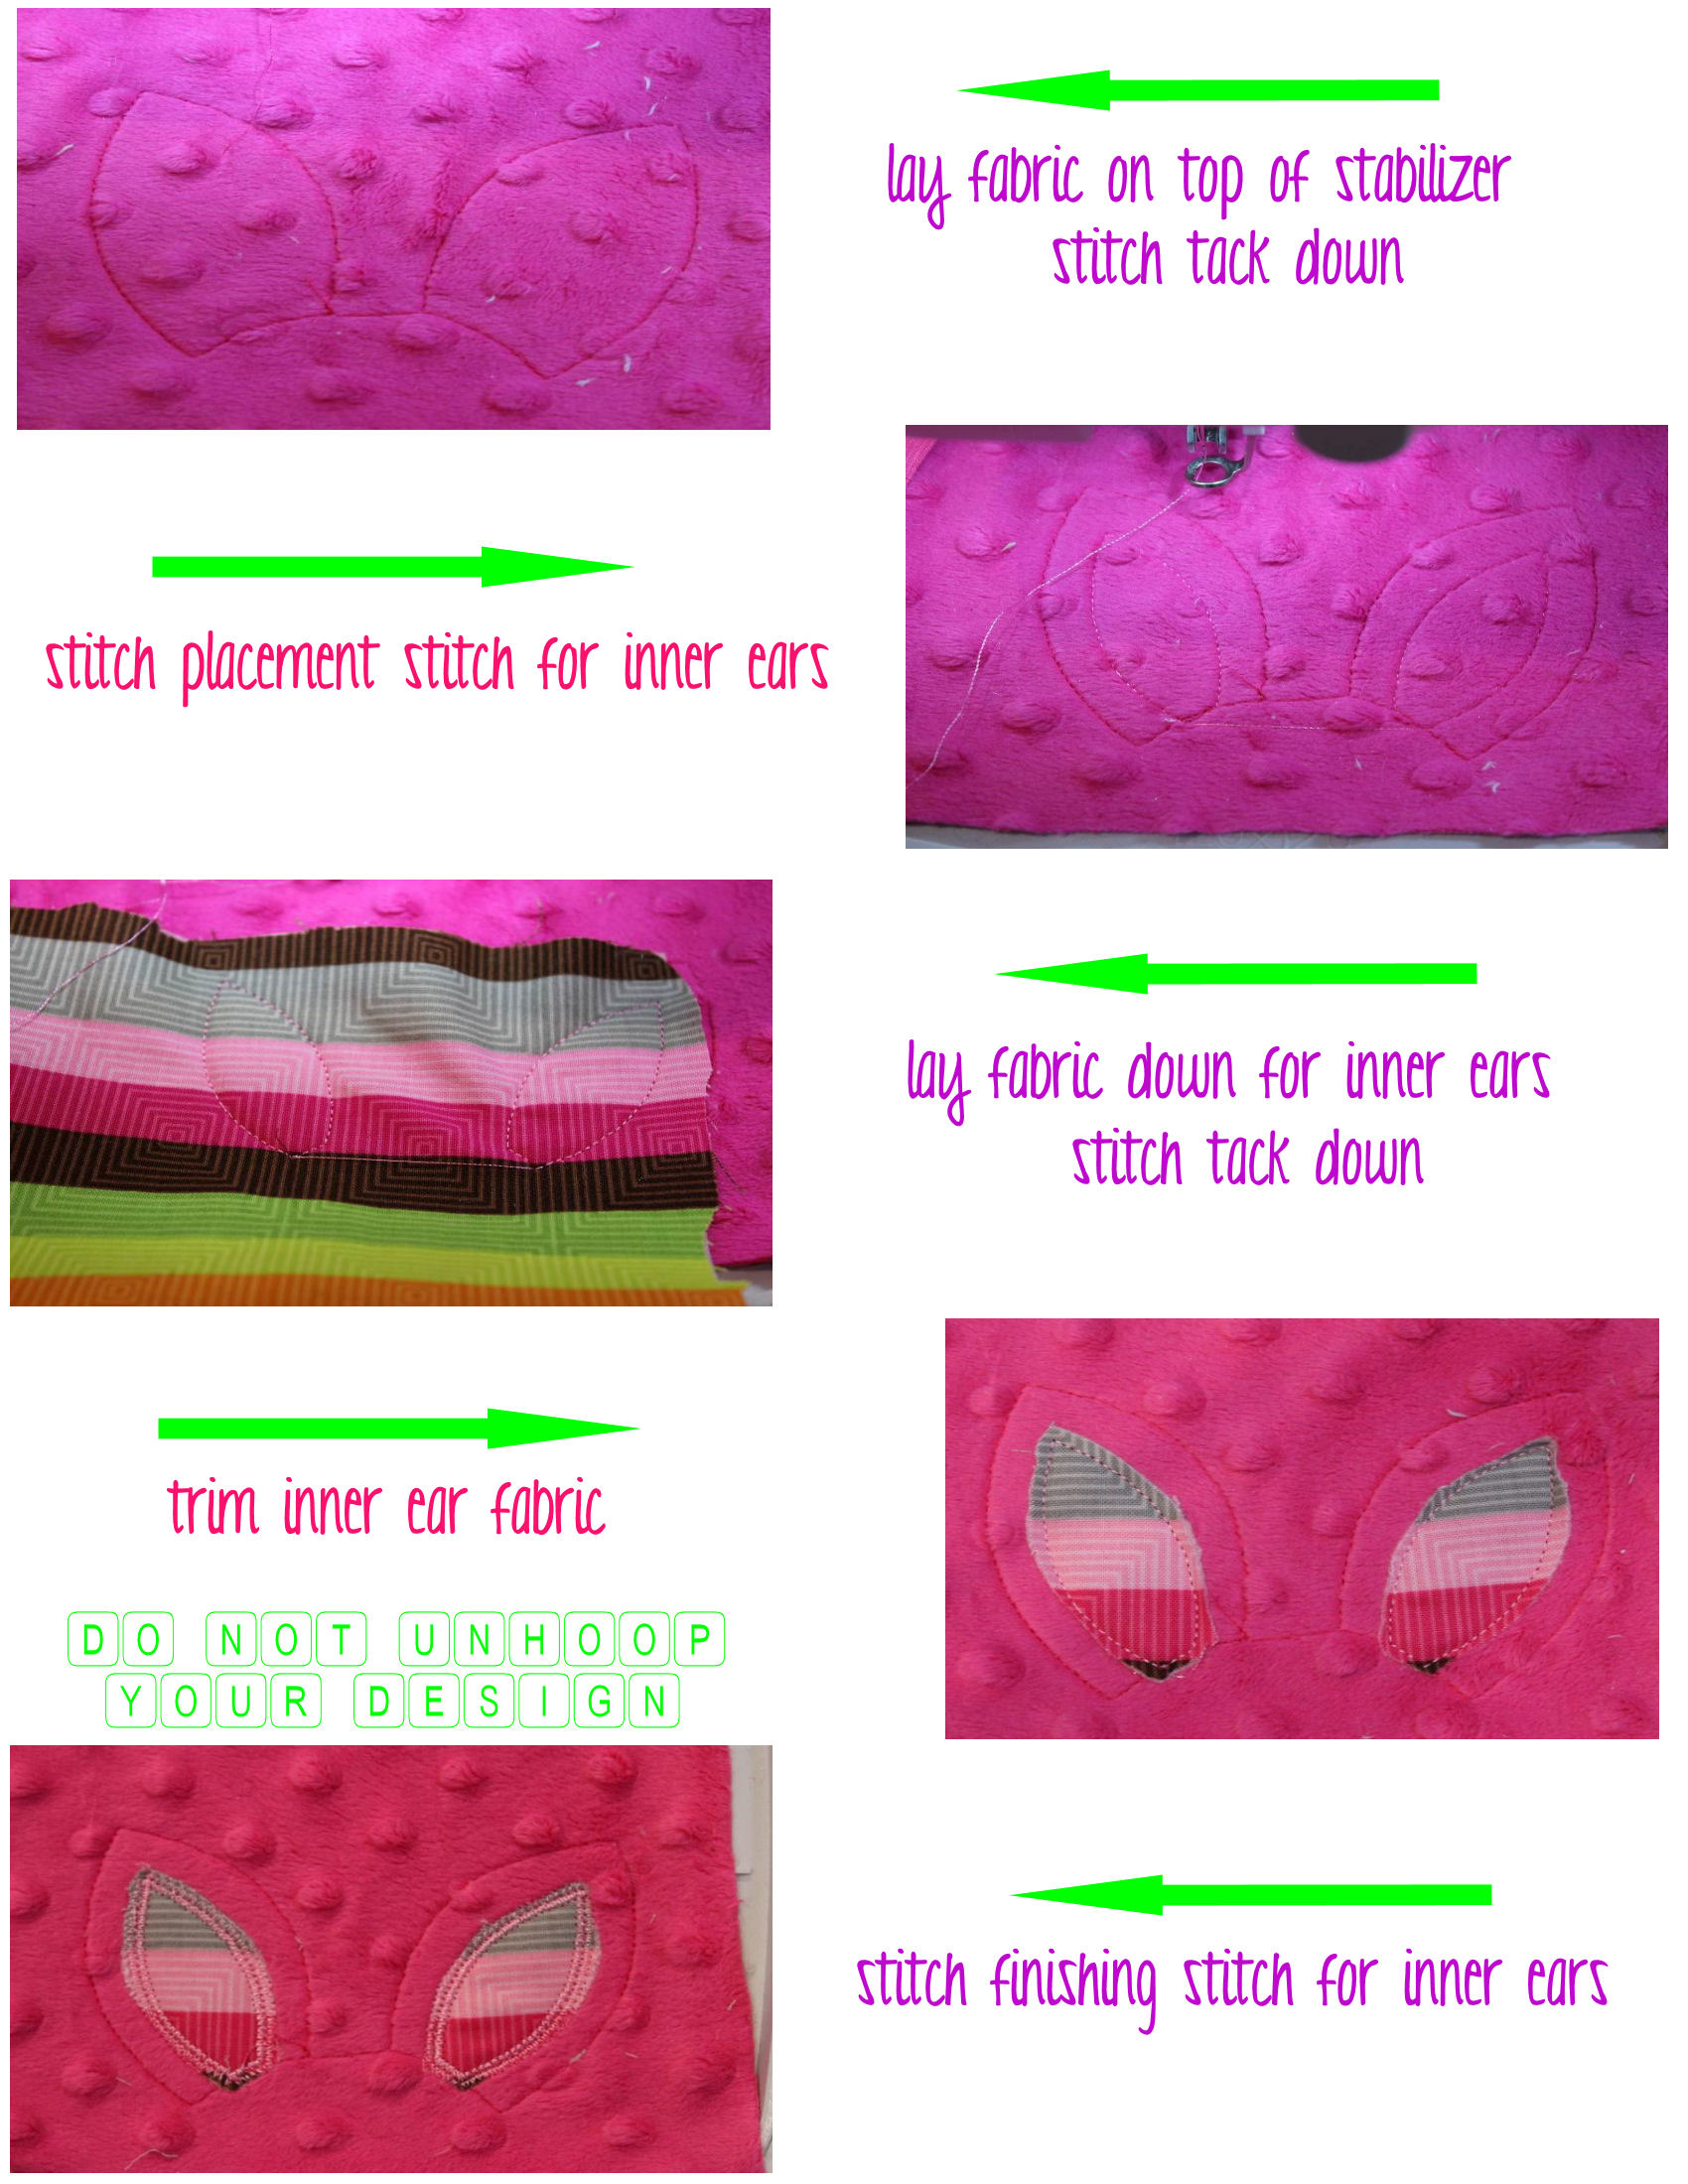 lay fabric on top of stabilizer
stitch tack down
stitch placement stitch for inner ears
lay fabric down for inner ears
stitch tack down
trim inner ear fabric
DO NOT UNHOOP
YOUR DESIGN
stitch finishing stitch for inner ears